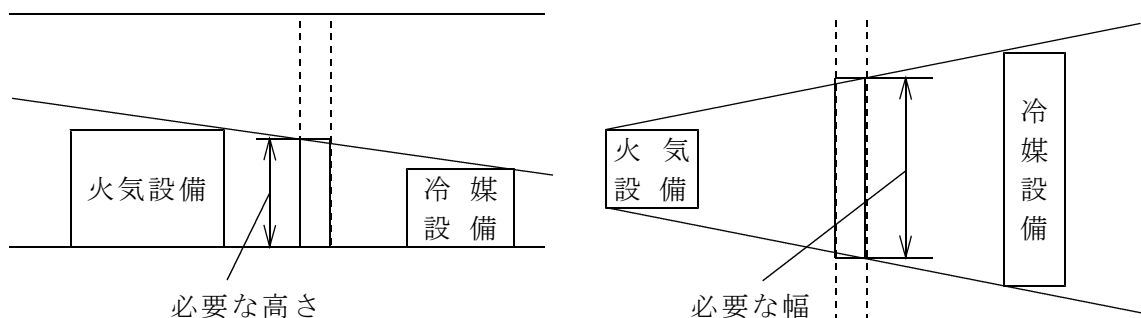 火気設備
冷媒
設備
必要な高さ
火気
設備
冷媒設備
必要な幅